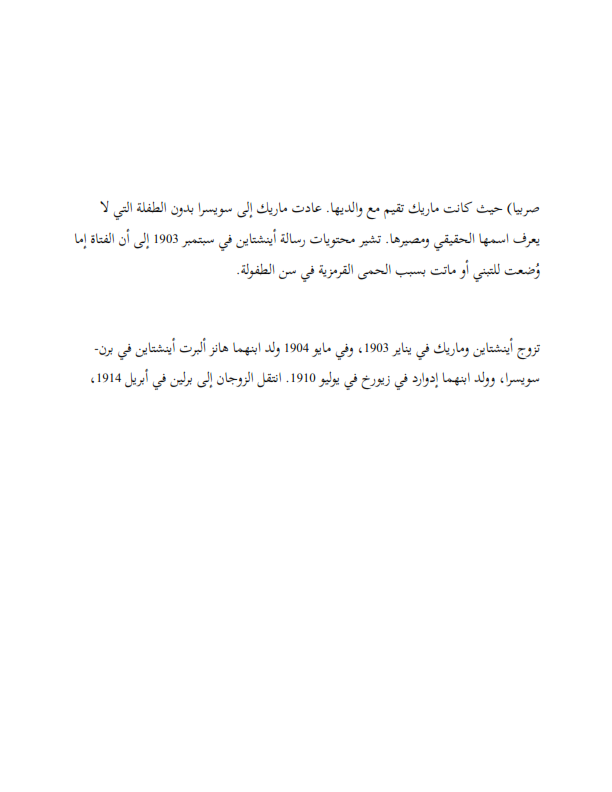 صربيا) حيث كانت ماريك تقيم مع والديها. عادت ماريك إلى سويسرا بدون الطفلة التي لا
يعرف اسمها الحقيقي ومصيرها. تشير محتويات رسالة أينشتاين في سبتمبر 1903 إلى أن الفتاة إما
وُضعت للتبني أو ماتت بسبب الحمى القرمزية في سن الطفولة.
تزوج أينشتاين وماريك في يناير 1903، وفي مايو 1904 ولد ابنهما هانز ألبرت أينشتاين في برن-
سويسرا، وولد ابنهما إدوارد في زيورخ في يوليو 1910. انتقل الزوجان إلى برلين في أبريل 1914،